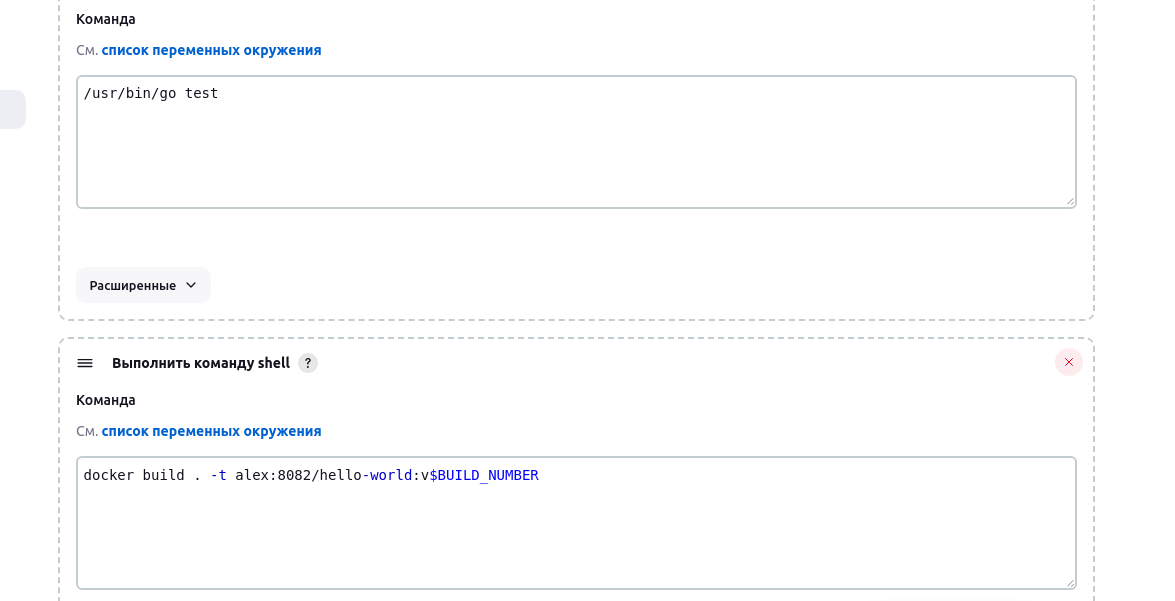 Команда
См. список переменных окружения
/usr/bin/go test
Расширенные
Выполнить команду shell ?
Команда
См. список переменных окружения
docker build . -t alex:8082/hello-world:v$BUILD_NUMBER